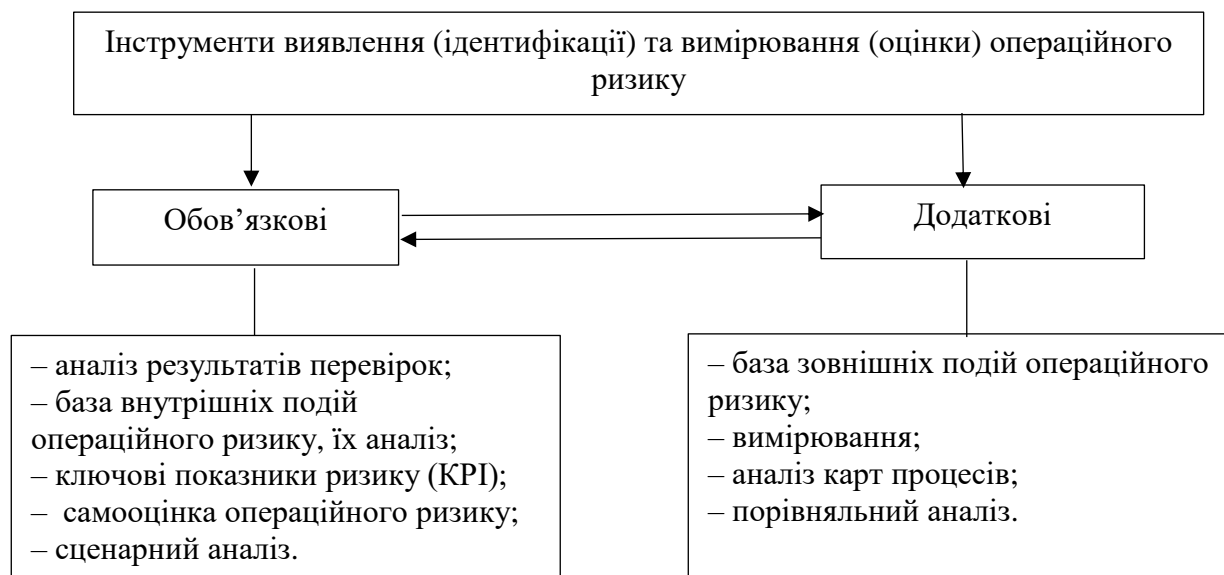 Інструменти виявлення (ідентифікації) та вимірювання (оцінки) операційного
ризику
Обов’язкові
Додаткові
– аналіз результатів перевірок;
– база внутрішніх подій
операційного ризику, їх аналіз;
– ключові показники ризику (КРІ);
– самооцінка операційного ризику;
– сценарний аналіз.
– база зовнішніх подій операційного
ризику;
– вимірювання;
– аналіз карт процесів;
– порівняльний аналіз.